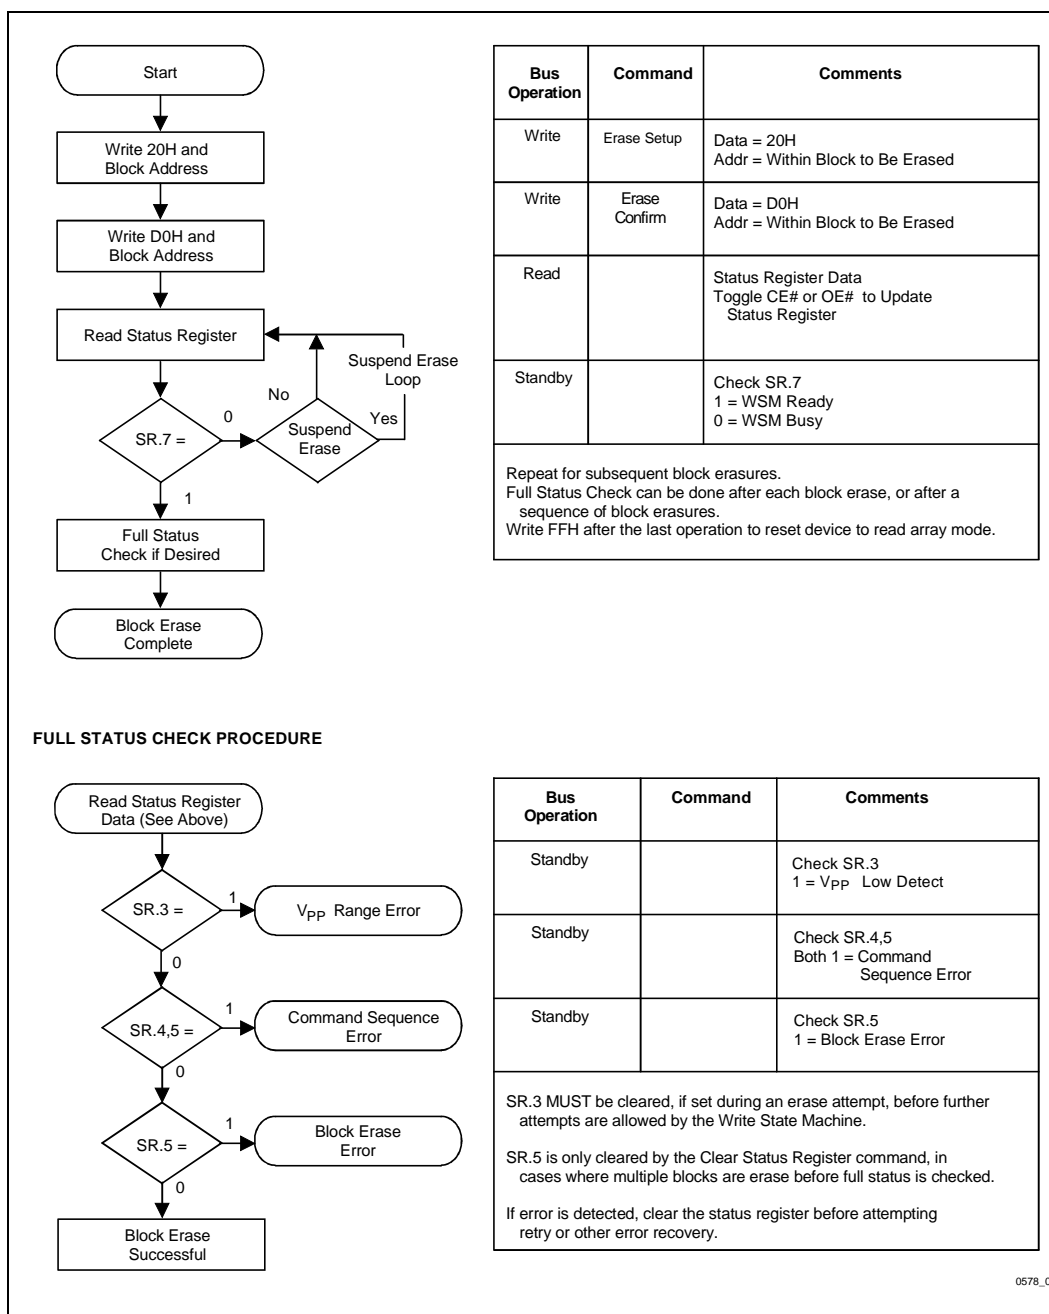 Start
Write 20H and
Block Address
Write D0H and
Block Address
Read Status Register
SR.7 =
0
1
Suspend
Erase
No
Yes
Suspend Erase
Loop
Full Status
Check if Desired
Block Erase
Complete
Bus
Operation
Command
Comments
Write
Erase Setup
Data = 20H
Addr = Within Block to Be Erased
Write
Erase
Confirm
Data = D0H
Addr = Within Block to Be Erased
Read
Status Register Data
Toggle CE# or OE# to Update
Status Register
Standby
Check SR.7
1 = WSM Ready
0 = WSM Busy
Repeat for subsequent block erasures.
Full Status Check can be done after each block erase, or after a
sequence of block erasures.
Write FFH after the last operation to reset device to read array mode.
FULL STATUS CHECK PROCEDURE
Read Status Register
Data (See Above)
SR.3 =
1
VPP Range Error
0
SR.4,5 =
1
Command Sequence
Error
0
SR.5 =
1
Block Erase
Error
0
Block Erase
Successful
Bus
Operation
Command
Comments
Standby
Check SR.3
1 = VPP Low Detect
Standby
Check SR.4,5
Both 1 = Command
Sequence Error
Standby
Check SR.5
1 = Block Erase Error
SR.3 MUST be cleared, if set during an erase attempt, before further
attempts are allowed by the Write State Machine.
SR.5 is only cleared by the Clear Status Register command, in
cases where multiple blocks are erase before full status is checked.
If error is detected, clear the status register before attempting
retry or other error recovery.